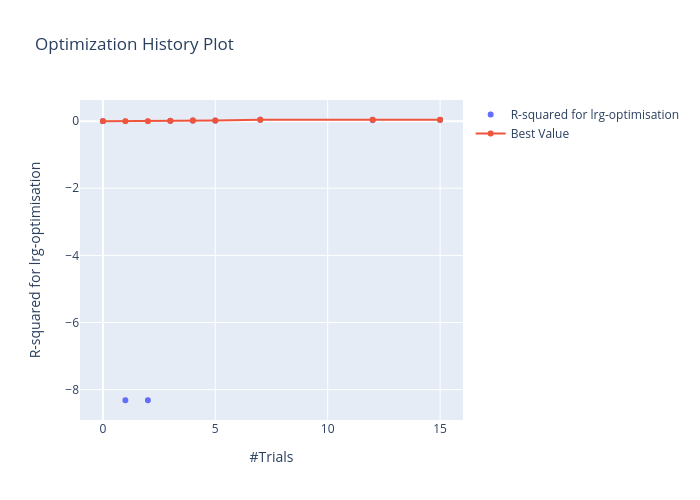 Optimization History Plot
R-squared for lrg-optimisation
Best Value
R-squared for lrg-optimisation
0
−2
−4
−6
−8
0 5 10 15
#Trials